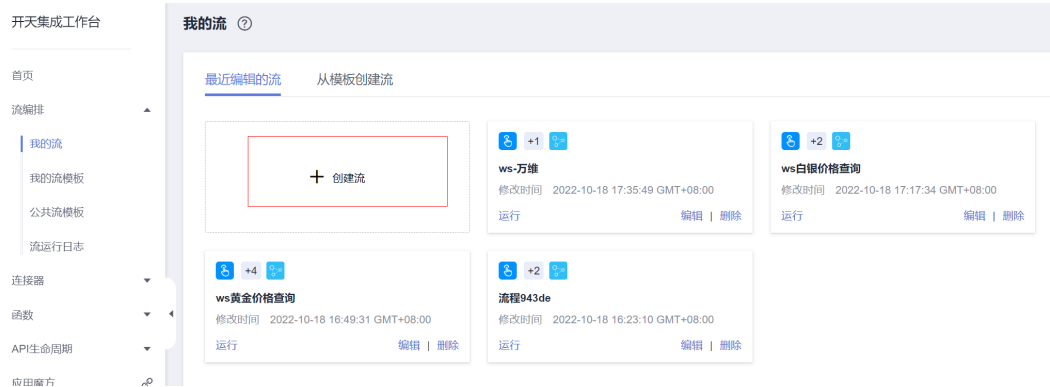 开天集成工作台
首页
流编排
我的流
我的流模板
公共流模板
流运行日志
连接器
函数
API生命周期
应用魔方
我的流
最近编辑的流 从模板创建流
创建流
+1
ws-万维
修改时间 2022-10-18 17:35:49 GMT+08:00
运行 编辑 | 删除
+2
ws白银价格查询
修改时间 2022-10-18 17:17:34 GMT+08:00
运行 编辑 | 删除
+4
ws黄金价格查询
修改时间 2022-10-18 16:49:31 GMT+08:00
运行 编辑 | 删除
+2
流程943de
修改时间 2022-10-18 16:23:10 GMT+08:00
运行 编辑 | 删除